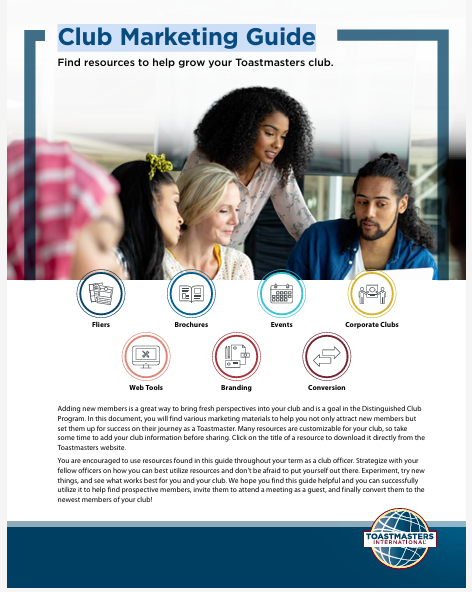 Club Marketing Guide
Find resources to help grow your Toastmasters club.
Fliers
Brochures
Events
Corporate Clubs
Web Tools
Branding
Conversion
Adding new members is a great way to bring fresh perspectives into your club and is a goal in the Distinguished Club
Program. In this document, you will find various marketing materials to help you not only attract new members but
set them up for success on their journey as a Toastmaster. Many resources are customizable for your club, so take
some time to add your club information before sharing. Click on the title of a resource to download it directly from the
Toastmasters website.
You are encouraged to use resources found in this guide throughout your term as a club officer. Strategize with your
fellow officers on how you can best utilize resources and don't be afraid to put yourself out there. Experiment, try new
things, and see what works best for you and your club. We hope you find this guide helpful and you can successfully
utilize it to help find prospective members, invite them to attend a meeting as a guest, and finally convert them to the
newest members of your club!
TOASTMASTERS
INTERNATIONAL